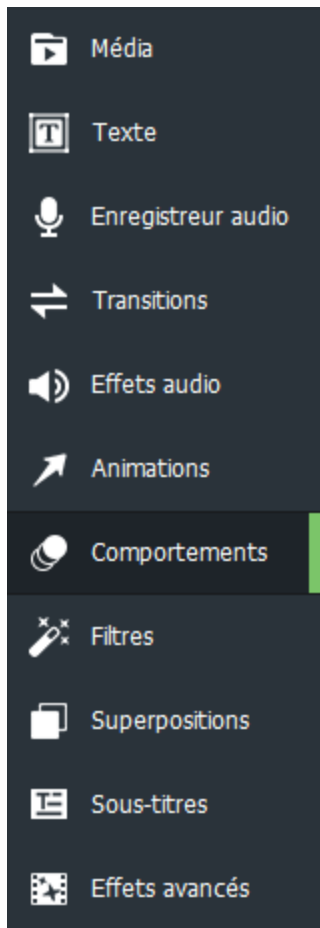 Média
Texte
Enregistreur audio
Transitions
Effets audio
Animations
Comportements
Filtres
Superpositions
Sous-titres
Effets avancés